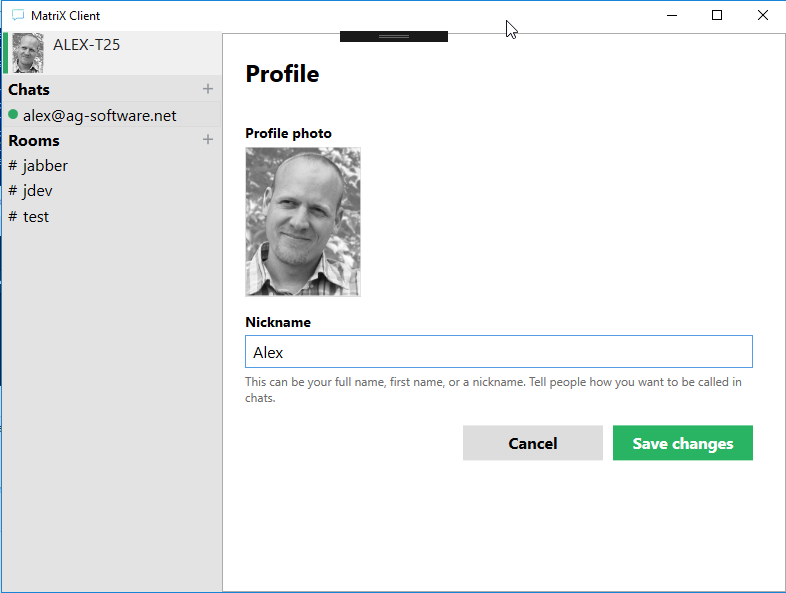 MatriX Client
ALEX-T25
Chats +
alex@ag-software.net
Rooms +
# jabber
# jdev
# test
Profile
Profile photo
Nickname
Alex
This can be your full name, first name, or a nickname. Tell people how you want to be called in
chats.
Cancel
Save changes